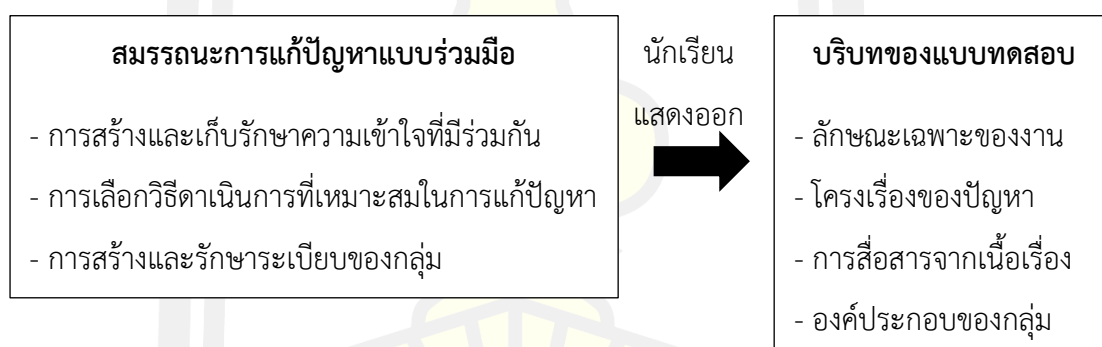 สมรรถนะการแก้ปัญหาแบบร่วมมือ
- การสร้างและเก็บรักษาความเข้าใจที่มีร่วมกัน
- การเลือกวิธีดาเนินการที่เหมาะสมในการแก้ปัญหา
- การสร้างและรักษาระเบียบของกลุ่ม
นักเรียน
แสดงออก
บริบทของแบบทดสอบ
- ลักษณะเฉพาะของงาน
- โครงเรื่องของปัญหา
- การสื่อสารจากเนื้อเรื่อง
- องค์ประกอบของกลุ่ม